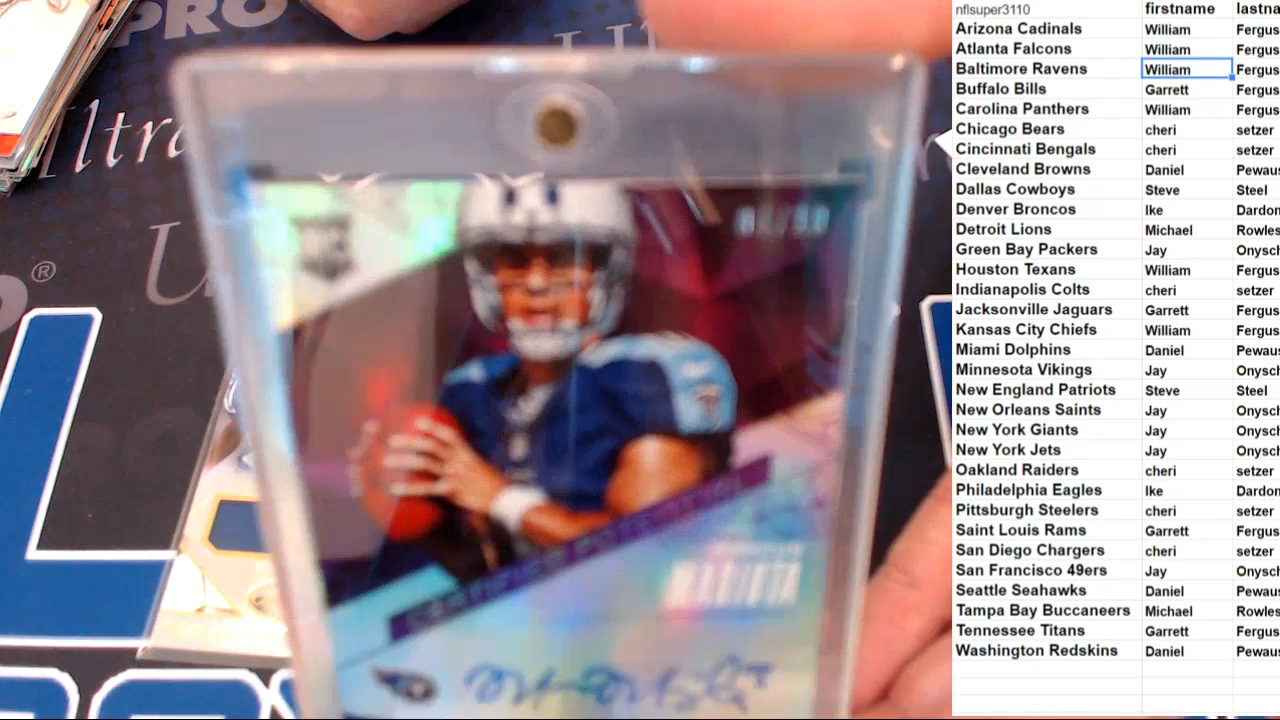 PRO
Ultra
U
®
RC
CERTIFIED POTENTIAL
MARIOTA
nflsuper3110 firstname lastna
Arizona Cadinals William Fergus
Atlanta Falcons William Fergus
Baltimore Ravens William Fergus
Buffalo Bills Garrett Fergus
Carolina Panthers William Fergus
Chicago Bears cheri setzer
Cincinnati Bengals cheri setzer
Cleveland Browns Daniel Pewaus
Dallas Cowboys Steve Steel
Denver Broncos Ike Dardon
Detroit Lions Michael Rowles
Green Bay Packers Jay Onysch
Houston Texans William Fergus
Indianapolis Colts cheri setzer
Jacksonville Jaguars Garrett Fergus
Kansas City Chiefs William Fergus
Miami Dolphins Daniel Pewaus
Minnesota Vikings Jay Onysch
New England Patriots Steve Steel
New Orleans Saints Jay Onysch
New York Giants Jay Onysch
New York Jets Jay Onysch
Oakland Raiders cheri setzer
Philadelphia Eagles Ike Dardon
Pittsburgh Steelers cheri setzer
Saint Louis Rams Garrett Fergus
San Diego Chargers cheri setzer
San Francisco 49ers Jay Onysch
Seattle Seahawks Daniel Pewaus
Tampa Bay Buccaneers Michael Rowles
Tennessee Titans Garrett Fergus
Washington Redskins Daniel Pewaus